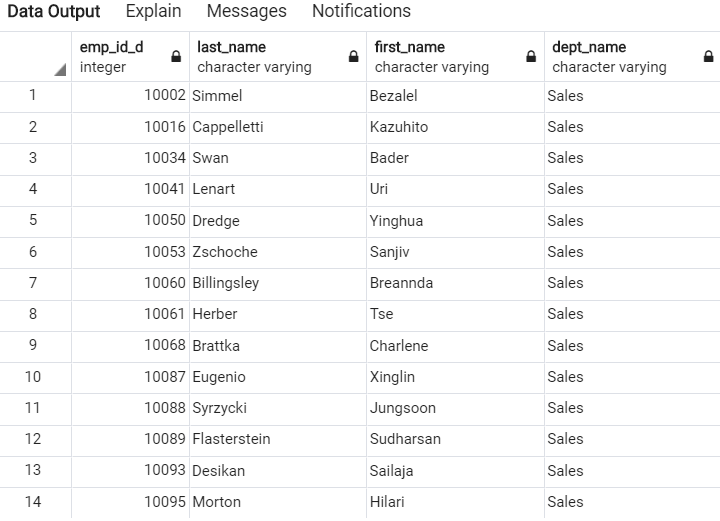 Data Output Explain Messages Notifications
emp_id_d last_name first_name dept_name
integer character varying character varying character varying
1 10002 Simmel Bezalel Sales
2 10016 Cappelletti Kazuhito Sales
3 10034 Swan Bader Sales
4 10041 Lenart Uri Sales
5 10050 Dredge Yinghua Sales
6 10053 Zschoche Sanjiv Sales
7 10060 Billingsley Breannda Sales
8 10061 Herber Tse Sales
9 10068 Brattka Charlene Sales
10 10087 Eugenio Xinglin Sales
11 10088 Syrzycki Jungsoon Sales
12 10089 Flasterstein Sudharsan Sales
13 10093 Desikan Sailaja Sales
14 10095 Morton Hilari Sales